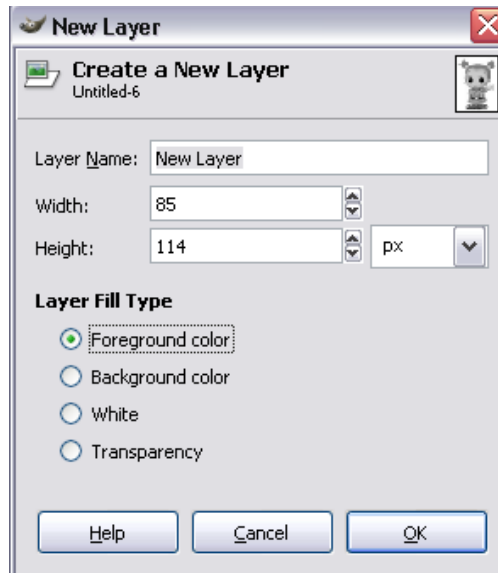 New Layer
Create a New Layer
Untitled-6
Layer Name: New Layer
Width: 85
Height: 114 px
Layer Fill Type
Foreground color
Background color
White
Transparency
Help Cancel OK